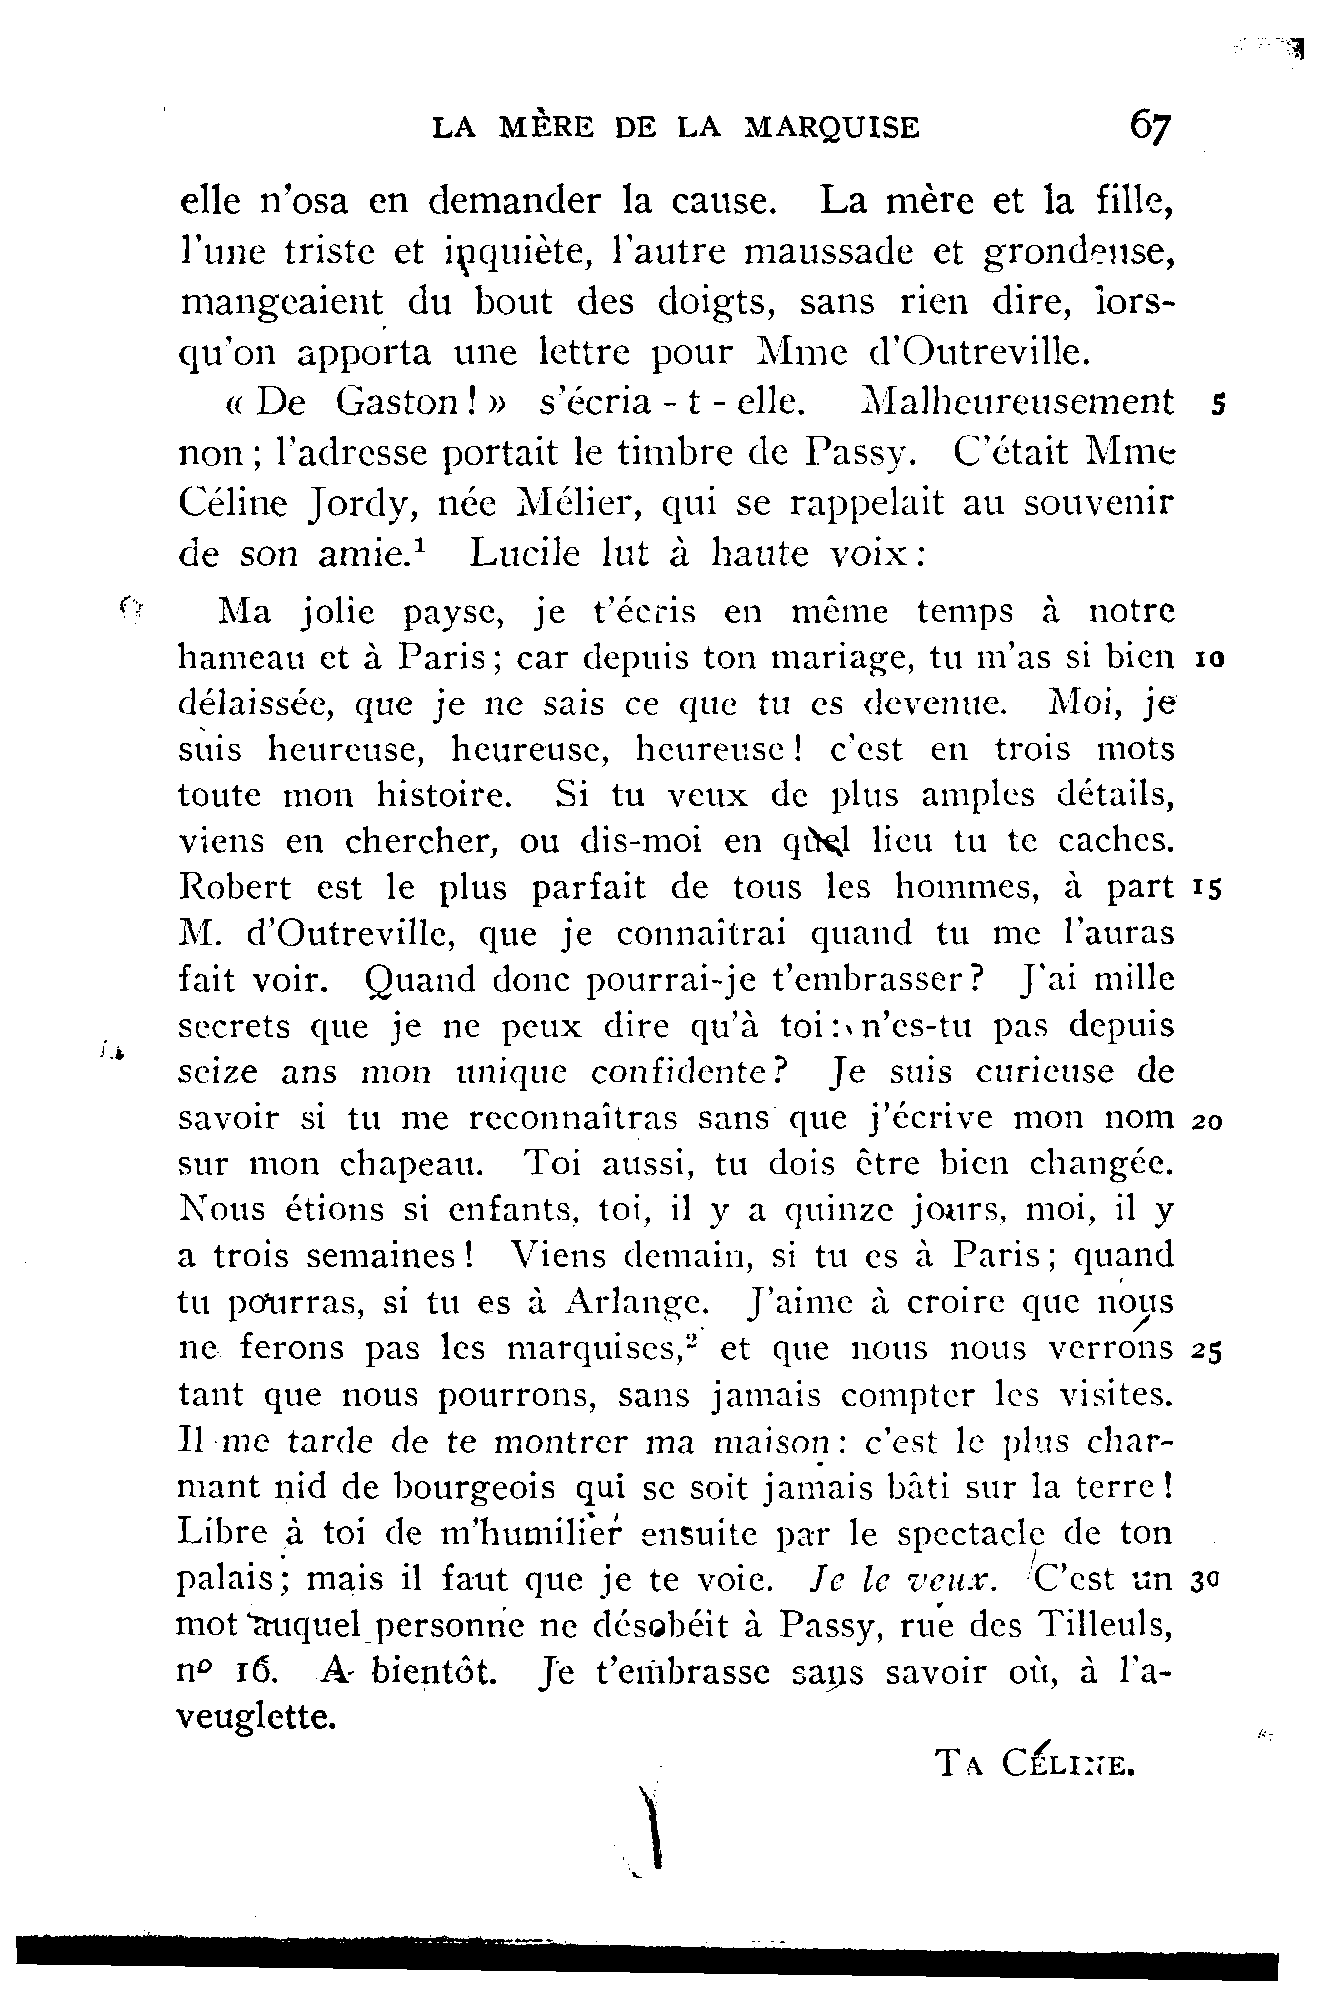 LA MÈRE DE LA MARQUISE 67
elle n'osa en demander la cause. La mère et la fille,
l'une triste et inquiète, l'autre maussade et grondeuse,
mangeaient du bout des doigts, sans rien dire, lors-
qu'on apporta une lettre pour Mme d'Outreville.
« De Gaston ! » s'écria - t - elle. Malheureusement 5
non ; l'adresse portait le timbre de Passy. C'était Mme
Céline Jordy, née Mélier, qui se rappelait au souvenir
de son amie.¹ Lucile lut à haute voix :
Ma jolie payse, je t'écris en même temps à notre
hameau et à Paris ; car depuis ton mariage, tu m'as si bien 10
délaissée, que je ne sais ce que tu es devenue. Moi, je
suis heureuse, heureuse, heureuse ! c'est en trois mots
toute mon histoire. Si tu veux de plus amples détails,
viens en chercher, ou dis-moi en quel lieu tu te caches.
Robert est le plus parfait de tous les hommes, à part 15
M. d'Outreville, que je connaîtrai quand tu me l'auras
fait voir. Quand donc pourrai-je t'embrasser ? J'ai mille
secrets que je ne peux dire qu'à toi : n'es-tu pas depuis
seize ans mon unique confidente ? Je suis curieuse de
savoir si tu me reconnaîtras sans que j'écrive mon nom 20
sur mon chapeau. Toi aussi, tu dois être bien changée.
Nous étions si enfants, toi, il y a quinze jours, moi, il y
a trois semaines ! Viens demain, si tu es à Paris ; quand
tu pourras, si tu es à Arlange. J'aime à croire que nous
ne ferons pas les marquises,² et que nous nous verrons 25
tant que nous pourrons, sans jamais compter les visites.
Il me tarde de te montrer ma maison : c'est le plus char-
mant nid de bourgeois qui se soit jamais bâti sur la terre !
Libre à toi de m'humilier ensuite par le spectacle de ton
palais ; mais il faut que je te voie. Je le veux. C'est un 30
mot auquel personne ne désobéit à Passy, rue des Tilleuls,
nº 16. A bientôt. Je t'embrasse sans savoir où, à l'a-
veuglette.
TA CÉLINE.